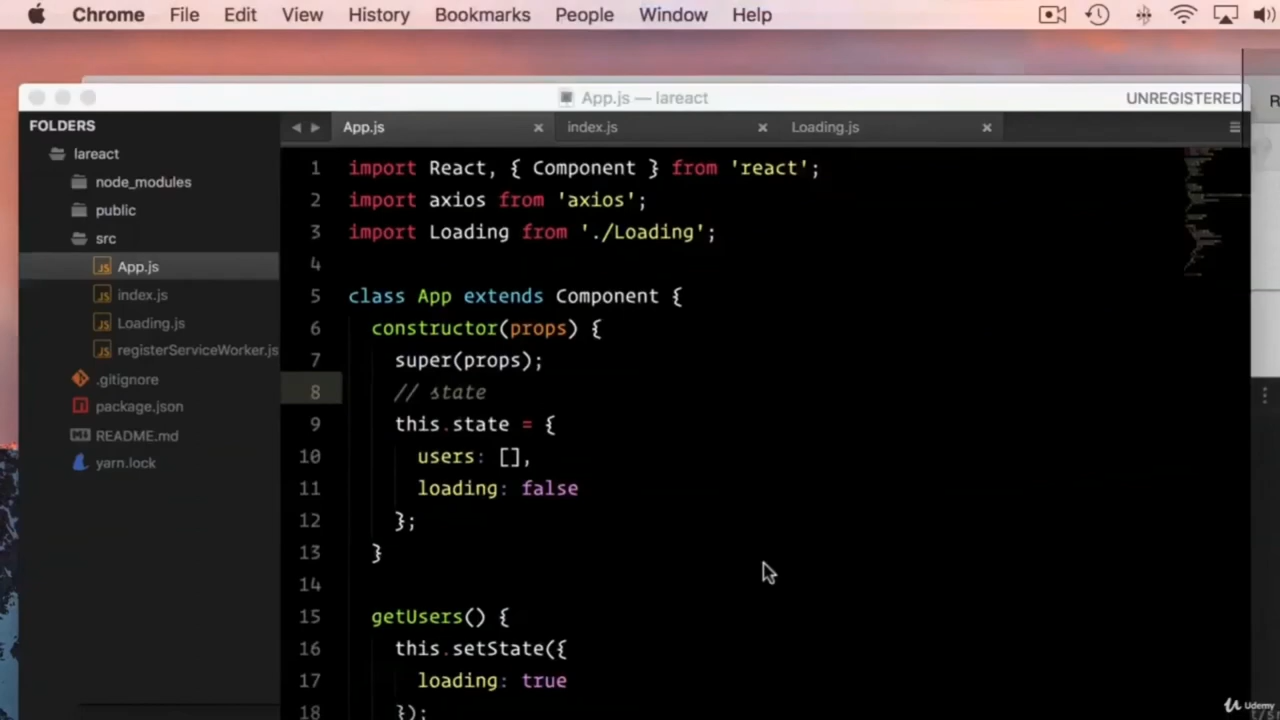 Chrome File Edit View History Bookmarks People Window Help
App.js — lareact
UNREGISTERED
FOLDERS
lareact
node_modules
public
src
App.js
index.js
Loading.js
registerServiceWorker.js
.gitignore
package.json
README.md
yarn.lock
App.js index.js Loading.js
1 import React, { Component } from 'react';
2 import axios from 'axios';
3 import Loading from './Loading';
4
5 class App extends Component {
6 constructor(props) {
7 super(props);
8 // state
9 this.state = {
10 users: [],
11 loading: false
12 };
13 }
14
15 getUsers() {
16 this.setState({
17 loading: true
18 });
Udemy